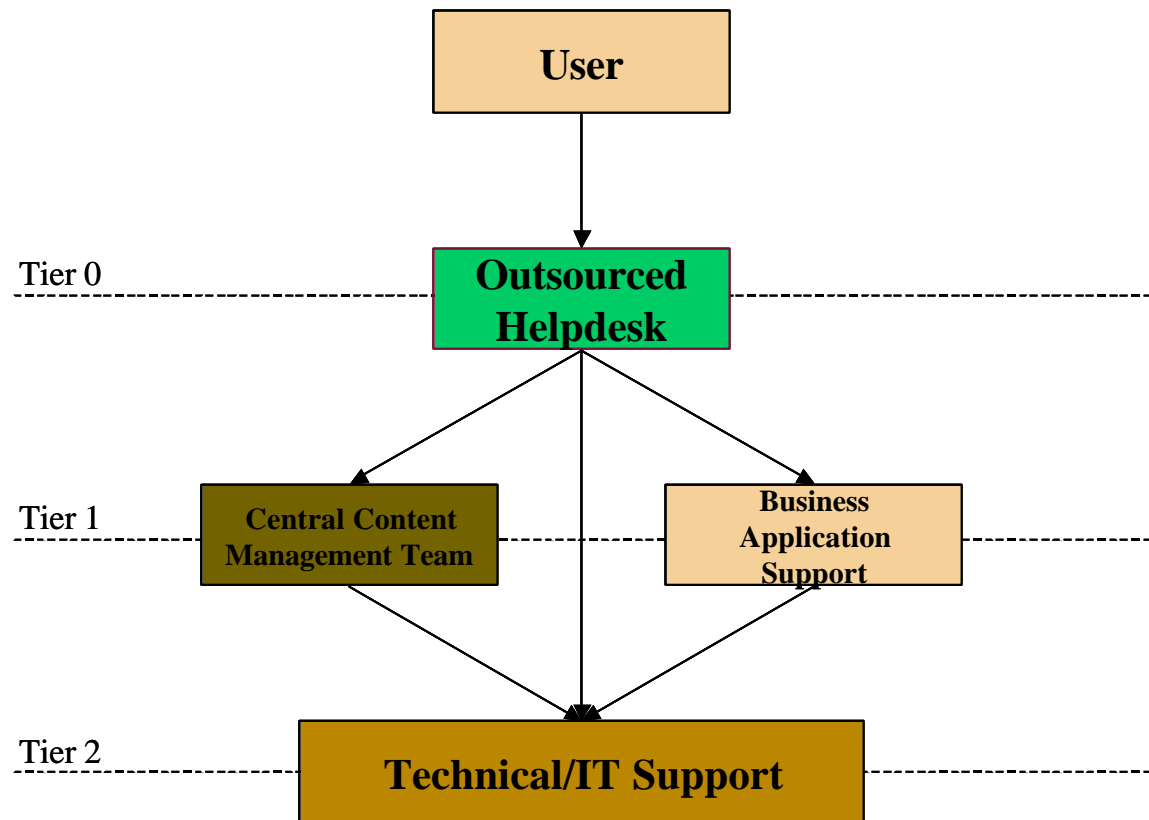 User
Tier 0
Outsourced
Helpdesk
Tier 1
Central Content
Management Team
Business
Application
Support
Tier 2
Technical/IT Support